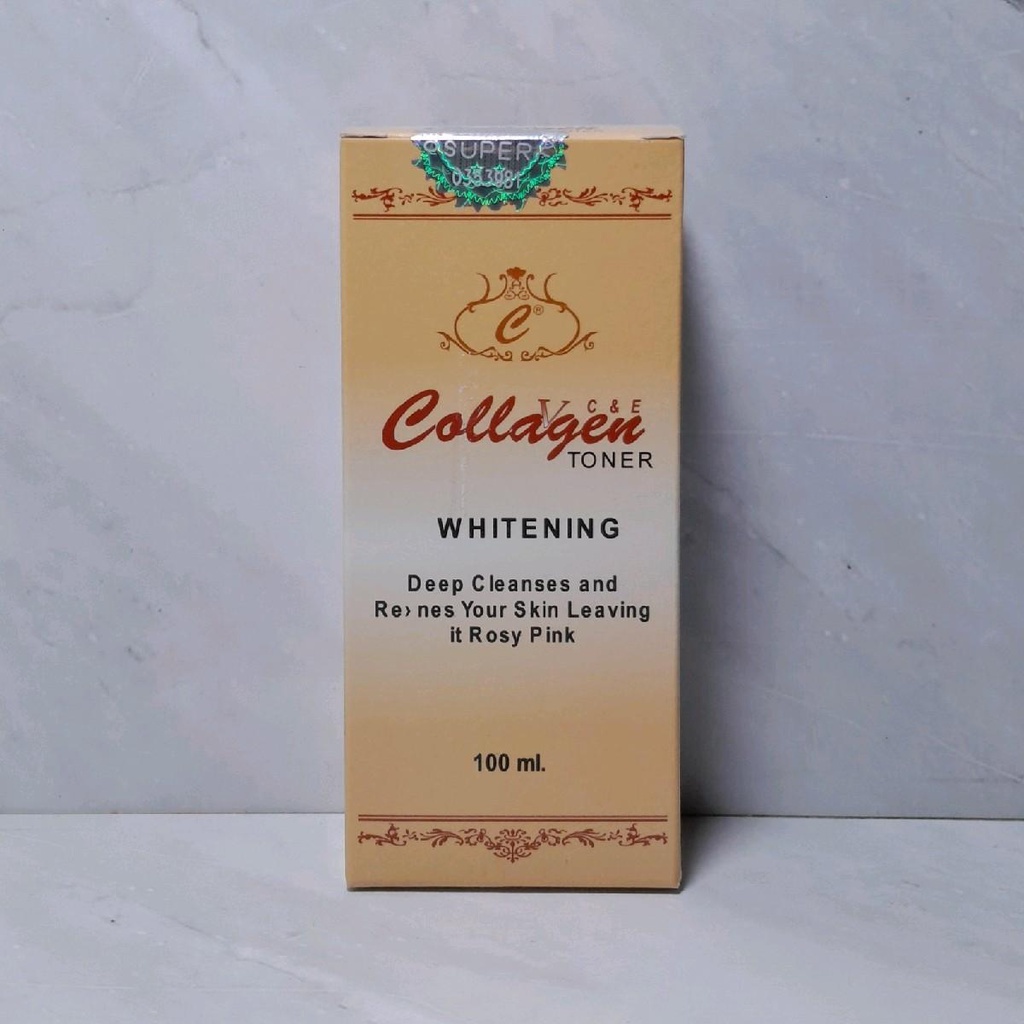 SUPER
C®
V C & E
Collagen
TONER
WHITENING
Deep Cleanses and
Re›nes Your Skin Leaving
it Rosy Pink
100 ml.